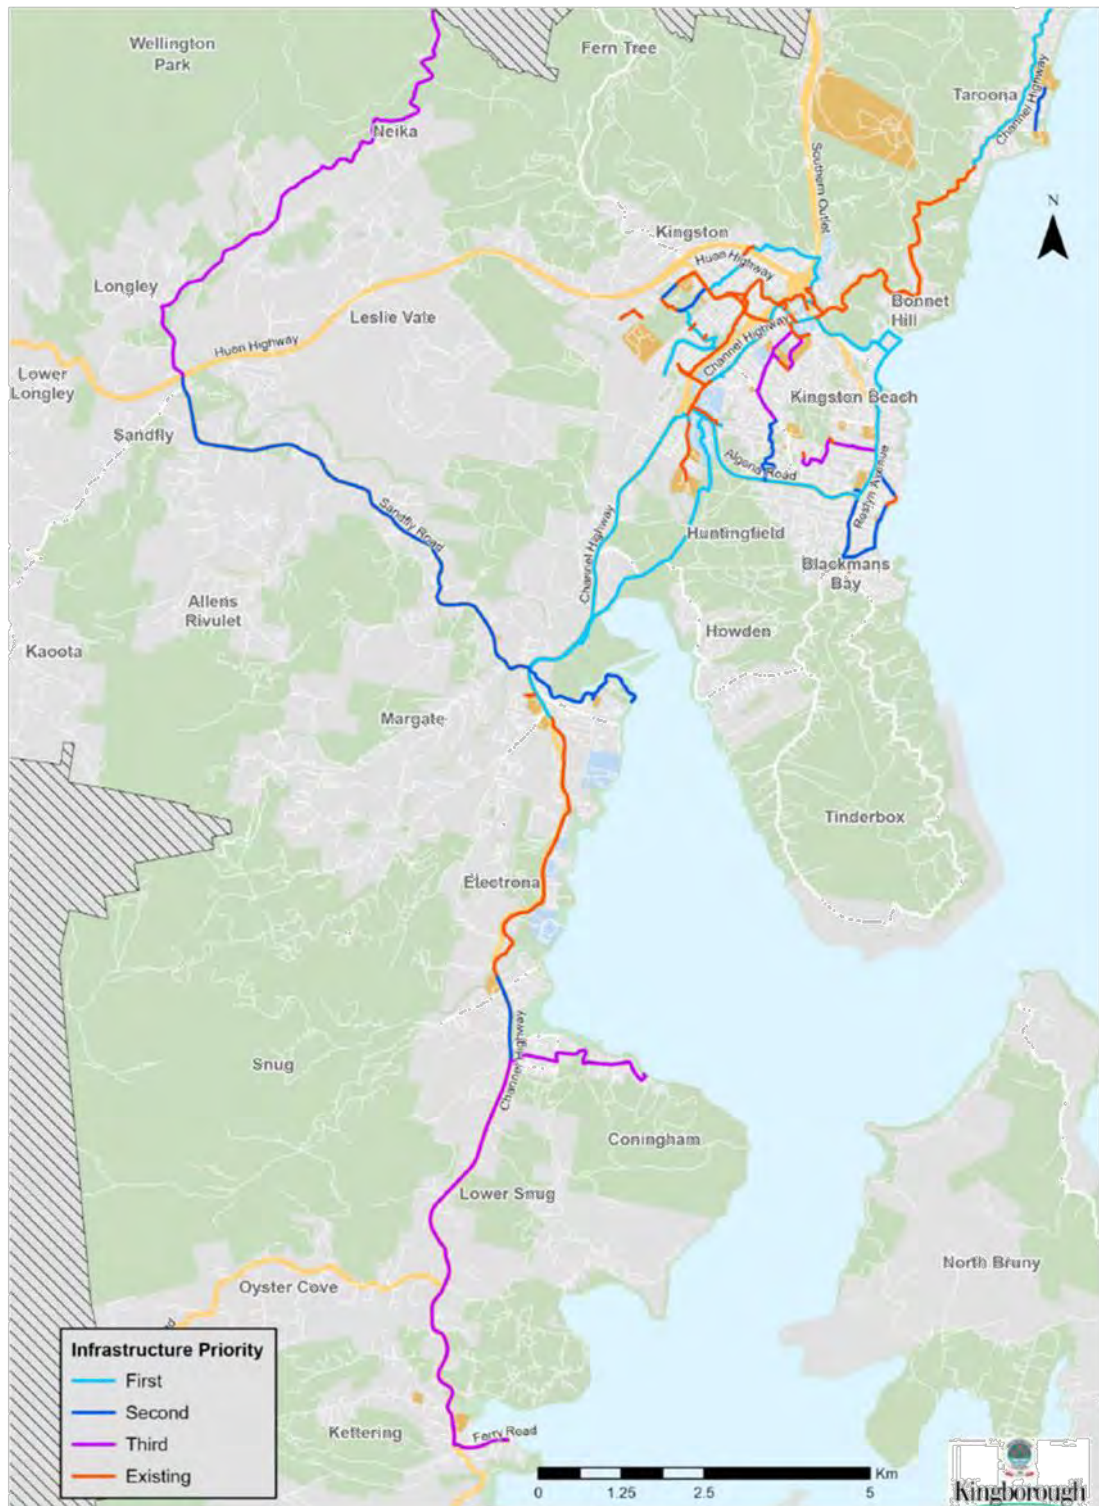 Wellington
Park
Fern Tree
Taroona
Channel Highway
Neika
Southern Outlet
N
Kingston
Huon Highway
Longley
Bonnet
Hill
Leslie Vale
Channel Highway
Huon Highway
Lower
Longley
Kingston Beach
Sandfly
Algona Road
Roslyn Avenue
Sandfly Road
Channel Highway
Huntingfield
Blackmans
Bay
Allens
Rivulet
Howden
Kaoota
Margate
Tinderbox
Electrona
Channel Highway
Snug
Coningham
Lower Snug
North Bruny
Oyster Cove
Infrastructure Priority
First
Second
Third
Existing
Kettering
Ferry Road
Km
0 1.25 2.5 5
Kingborough